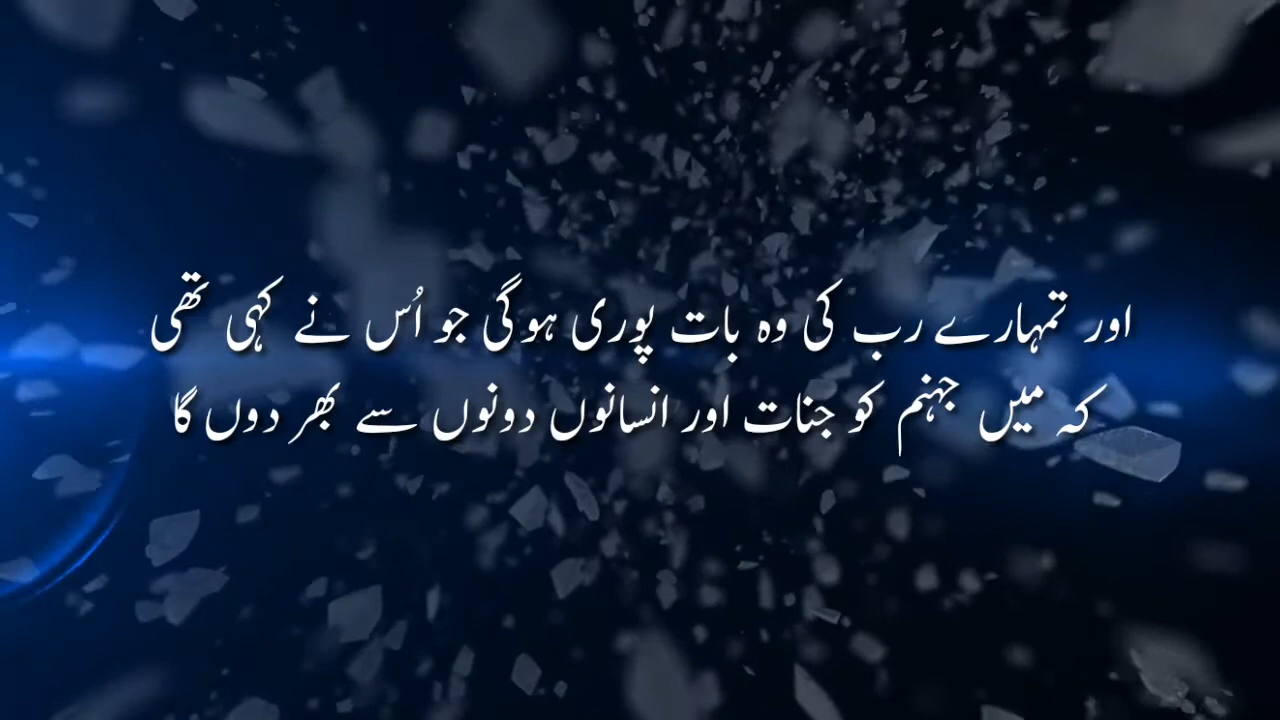 اور تمہارے رب کی وہ بات پوری ہوگی جو اُس نے کہی تھی
کہ میں جہنم کو جنات اور انسانوں دونوں سے بھر دوں گا